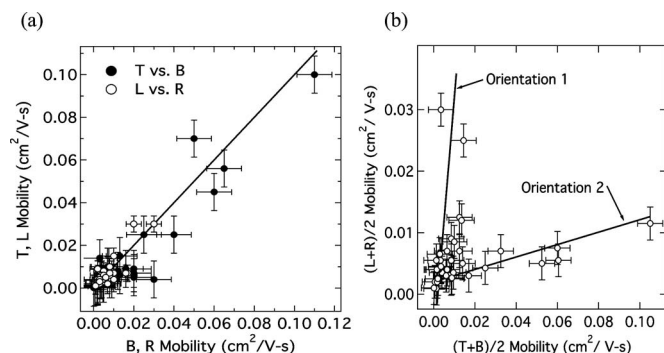 (a)
T, L Mobility (cm²/V-s)
0.10
0.08
0.06
0.04
0.02
0.00
T vs. B
L vs. R
0.00 0.02 0.04 0.06 0.08 0.10 0.12
B, R Mobility (cm²/V-s)
(b)
(L+R)/2 Mobility (cm²/V-s)
0.03
0.02
0.01
0.00
Orientation 1
Orientation 2
0.00 0.02 0.04 0.06 0.08 0.10
(T+B)/2 Mobility (cm²/V-s)